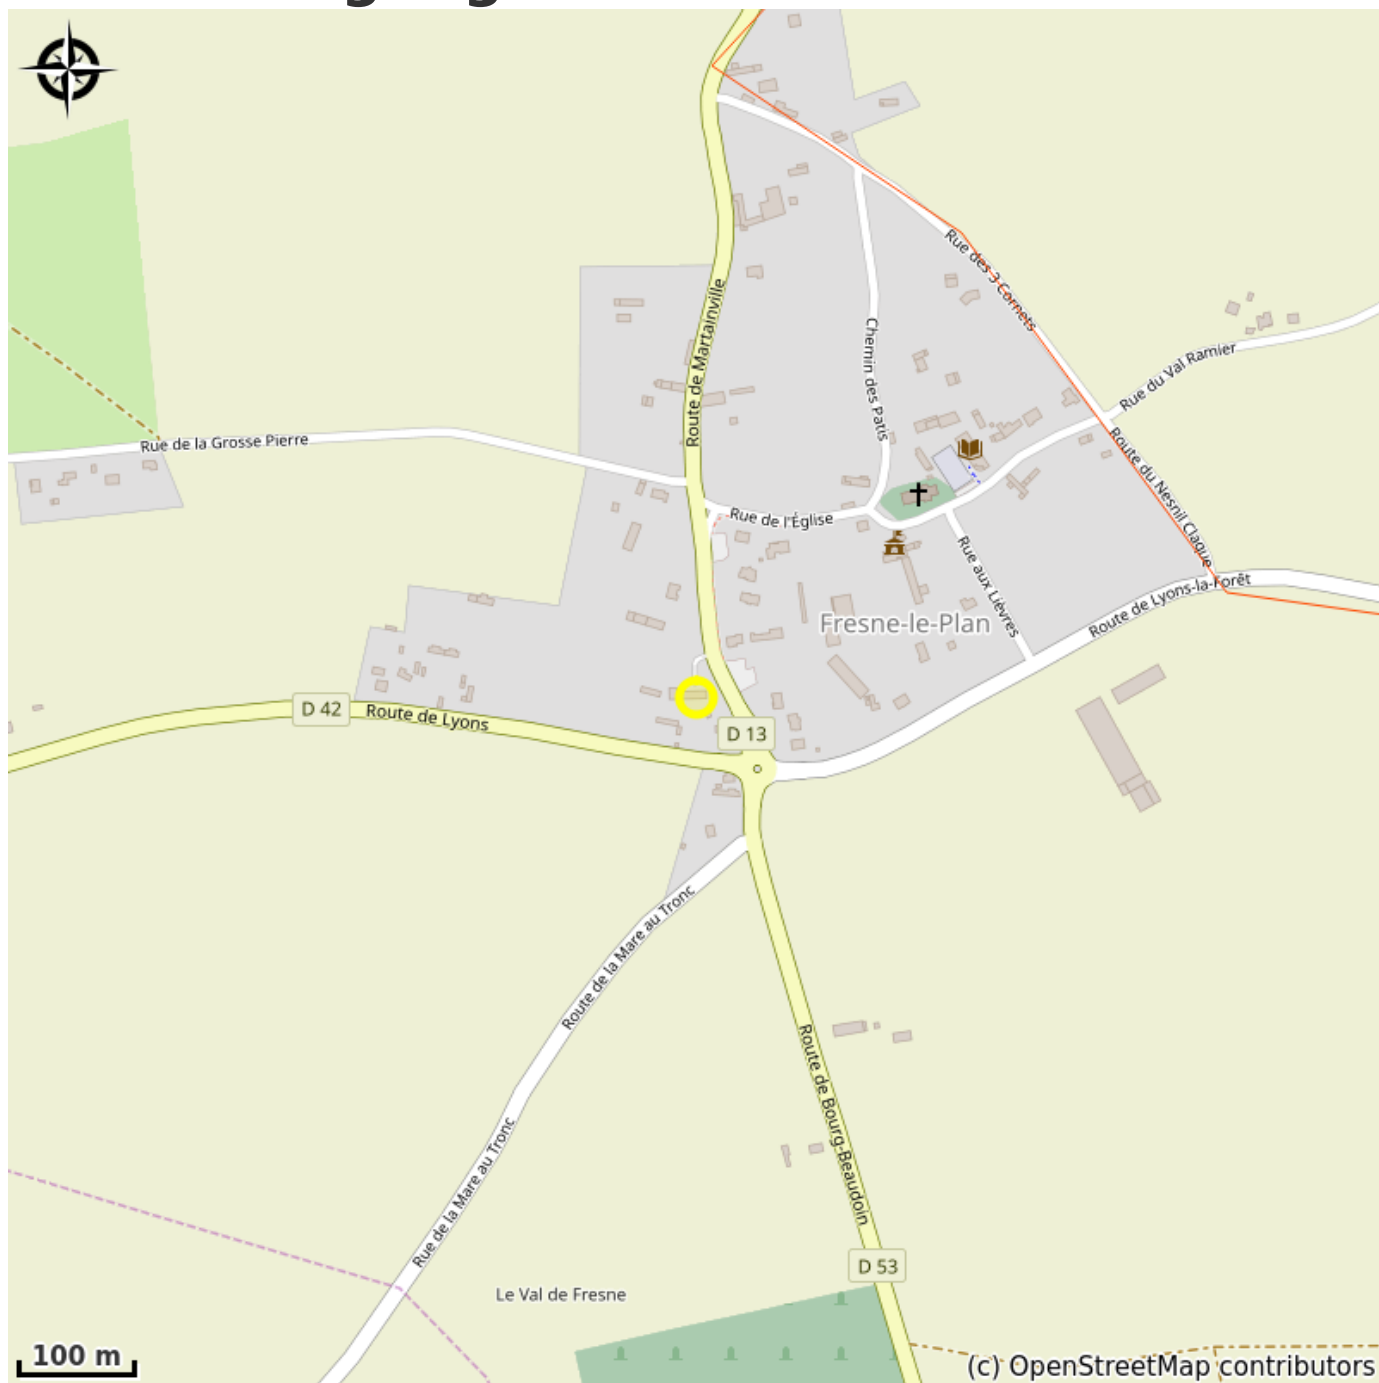 Rue des 3 Cornets
Route de Martainville
Chemin des Patis
Rue du Val Ramier
Rue de la Grosse Pierre
Route du Nesnil Claque
Rue de l'Église
Rue aux Lièvres
Route de Lyons-la-Forêt
Fresne-le-Plan
D 42
Route de Lyons
D 13
Route de la Mare au Tronc
Route de Bourg-Beaudoin
Rue de la Mare au Tronc
D 53
Le Val de Fresne
100 m
(c) OpenStreetMap contributors